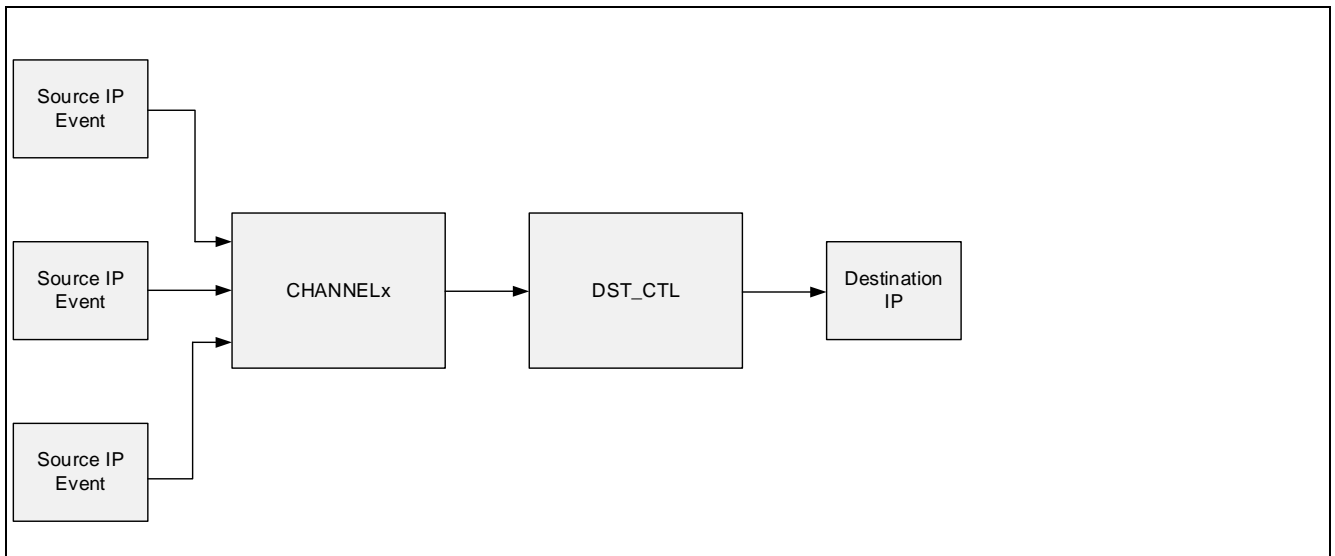 Source IP
Event
Source IP
Event
CHANNELx
DST_CTL
Destination
IP
Source IP
Event